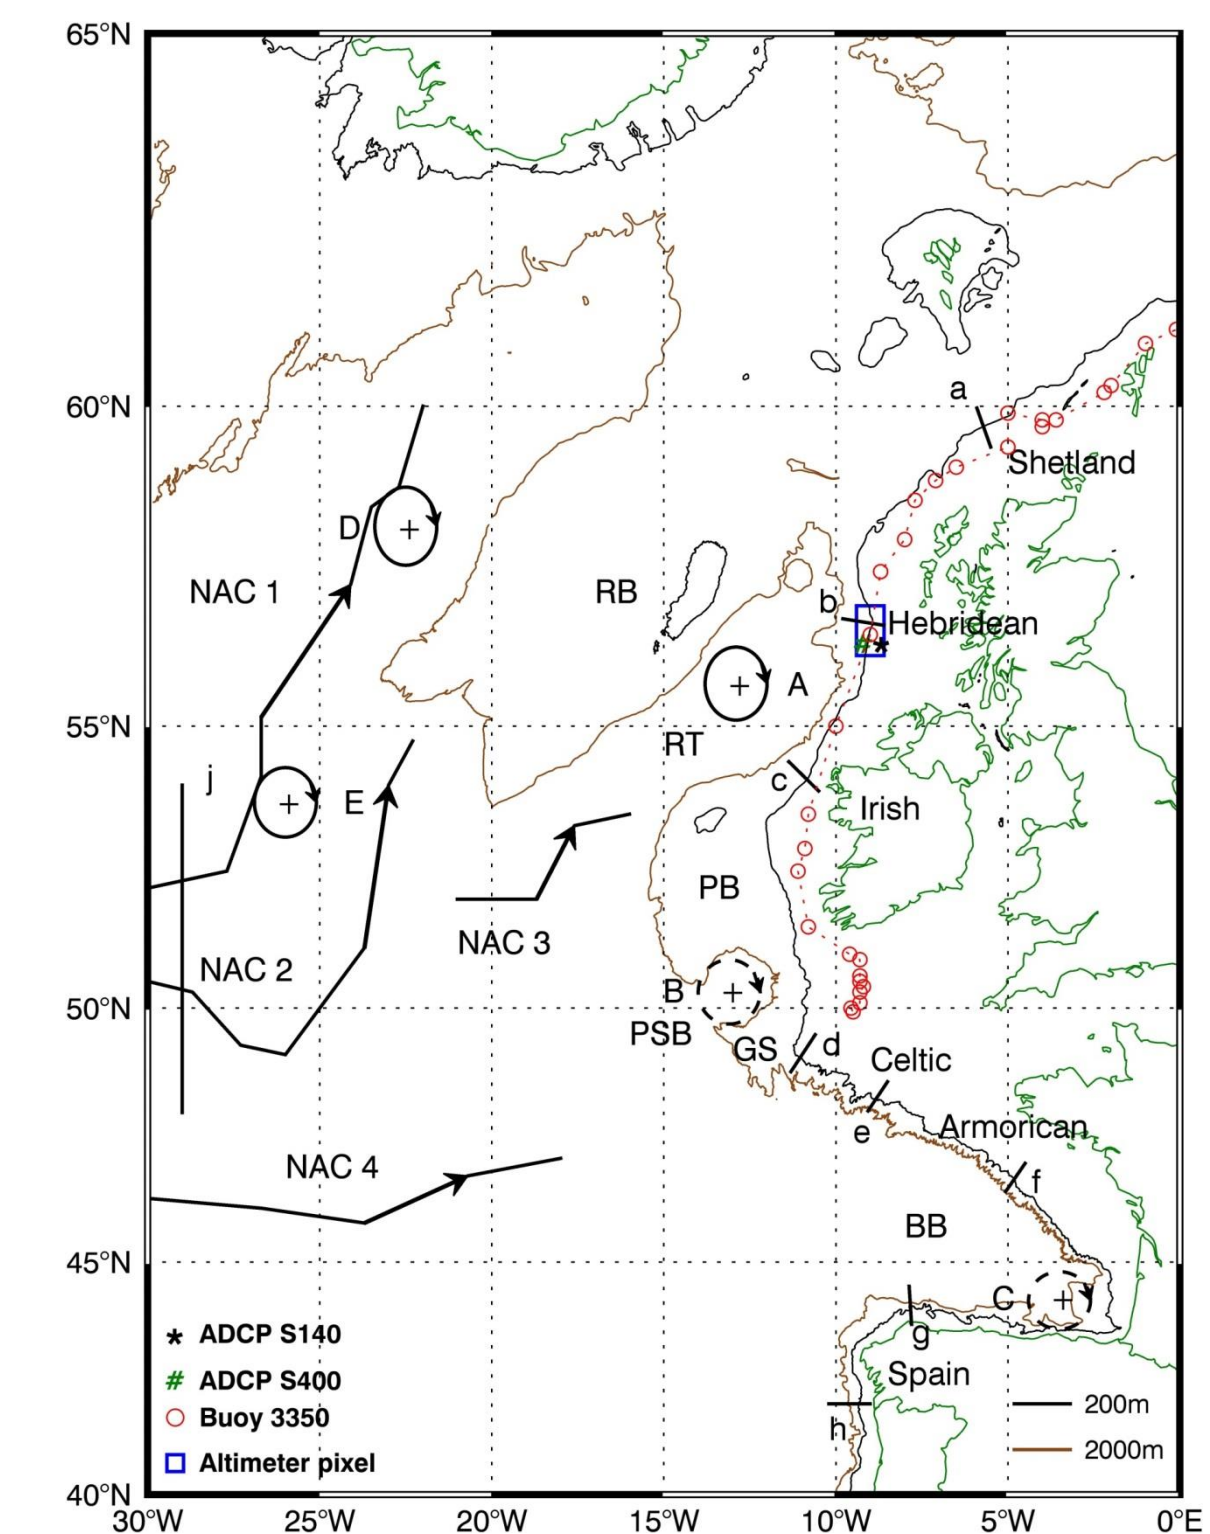 65°N
60°N
a
Shetland
D
NAC 1
RB
b
Hebridean
#
*
A
55°N
RT
j
c
E
Irish
PB
NAC 3
NAC 2
B
50°N
PSB
GS
d
Celtic
e
Armorican
NAC 4
f
BB
45°N
C
g
* ADCP S140
Spain
# ADCP S400
200m
Buoy 3350
h
2000m
Altimeter pixel
40°N
30°W 25°W 20°W 15°W 10°W 5°W 0°E